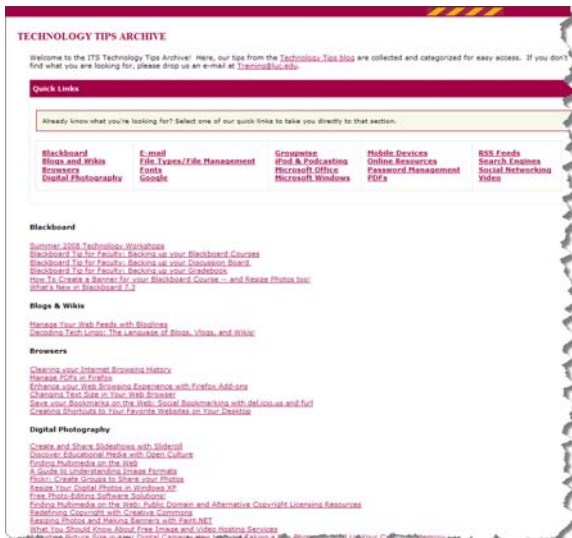 TECHNOLOGY TIPS ARCHIVE
Welcome to the ITS Technology Tips Archive! Here, our tips from the Technology Tips blog are collected and categorized for easy access. If you don't
find what you are looking for, please drop us an e-mail at Training@luc.edu.
Quick Links
Already know what you're looking for? Select one of our quick links to take you directly to that section.
Blackboard E-mail Groupwise Mobile Devices RSS Feeds
Blogs and Wikis File Types/File Management iPod & Podcasting Online Resources Search Engines
Browsers Fonts Microsoft Office Password Management Social Networking
Digital Photography Google Microsoft Windows PDFs Video
Blackboard
Summer 2008 Technology Workshops
Blackboard Tip for Faculty: Backing up your Blackboard Courses
Blackboard Tip for Faculty: Backing up your Discussion Board
Blackboard Tip for Faculty: Backing up your Gradebook
How To Create a Banner for your Blackboard Course -- and Resize Photos too!
What's New in Blackboard 7.3
Blogs & Wikis
Manage Your Web Feeds with Bloglines
Decoding Tech Lingo: The Language of Blogs, Vlogs, and Wikis!
Browsers
Clearing your Internet Browsing History
Manage PDFs in Firefox
Enhance your Web Browsing Experience with Firefox Add-ons
Changing Text Size in Your Web Browser
Save your Bookmarks on the Web: Social Bookmarking with del.icio.us and furl
Creating Shortcuts to Your Favorite Websites on Your Desktop
Digital Photography
Create and Share Slideshows with Slideroll
Discover Educational Media with Open Culture
Finding Multimedia on the Web
A Guide to Understanding Image Formats
Flickr: Create Groups to Share your Photos
Resize Your Digital Photos in Windows XP
Free Photo-Editing Software Solutions!
Finding Multimedia on the Web: Public Domain and Alternative Copyright Licensing Resources
Redefining Copyright with Creative Commons
Resizing Photos and Making Banners with Paint.NET
What You Should Know About Free Image and Video Hosting Services